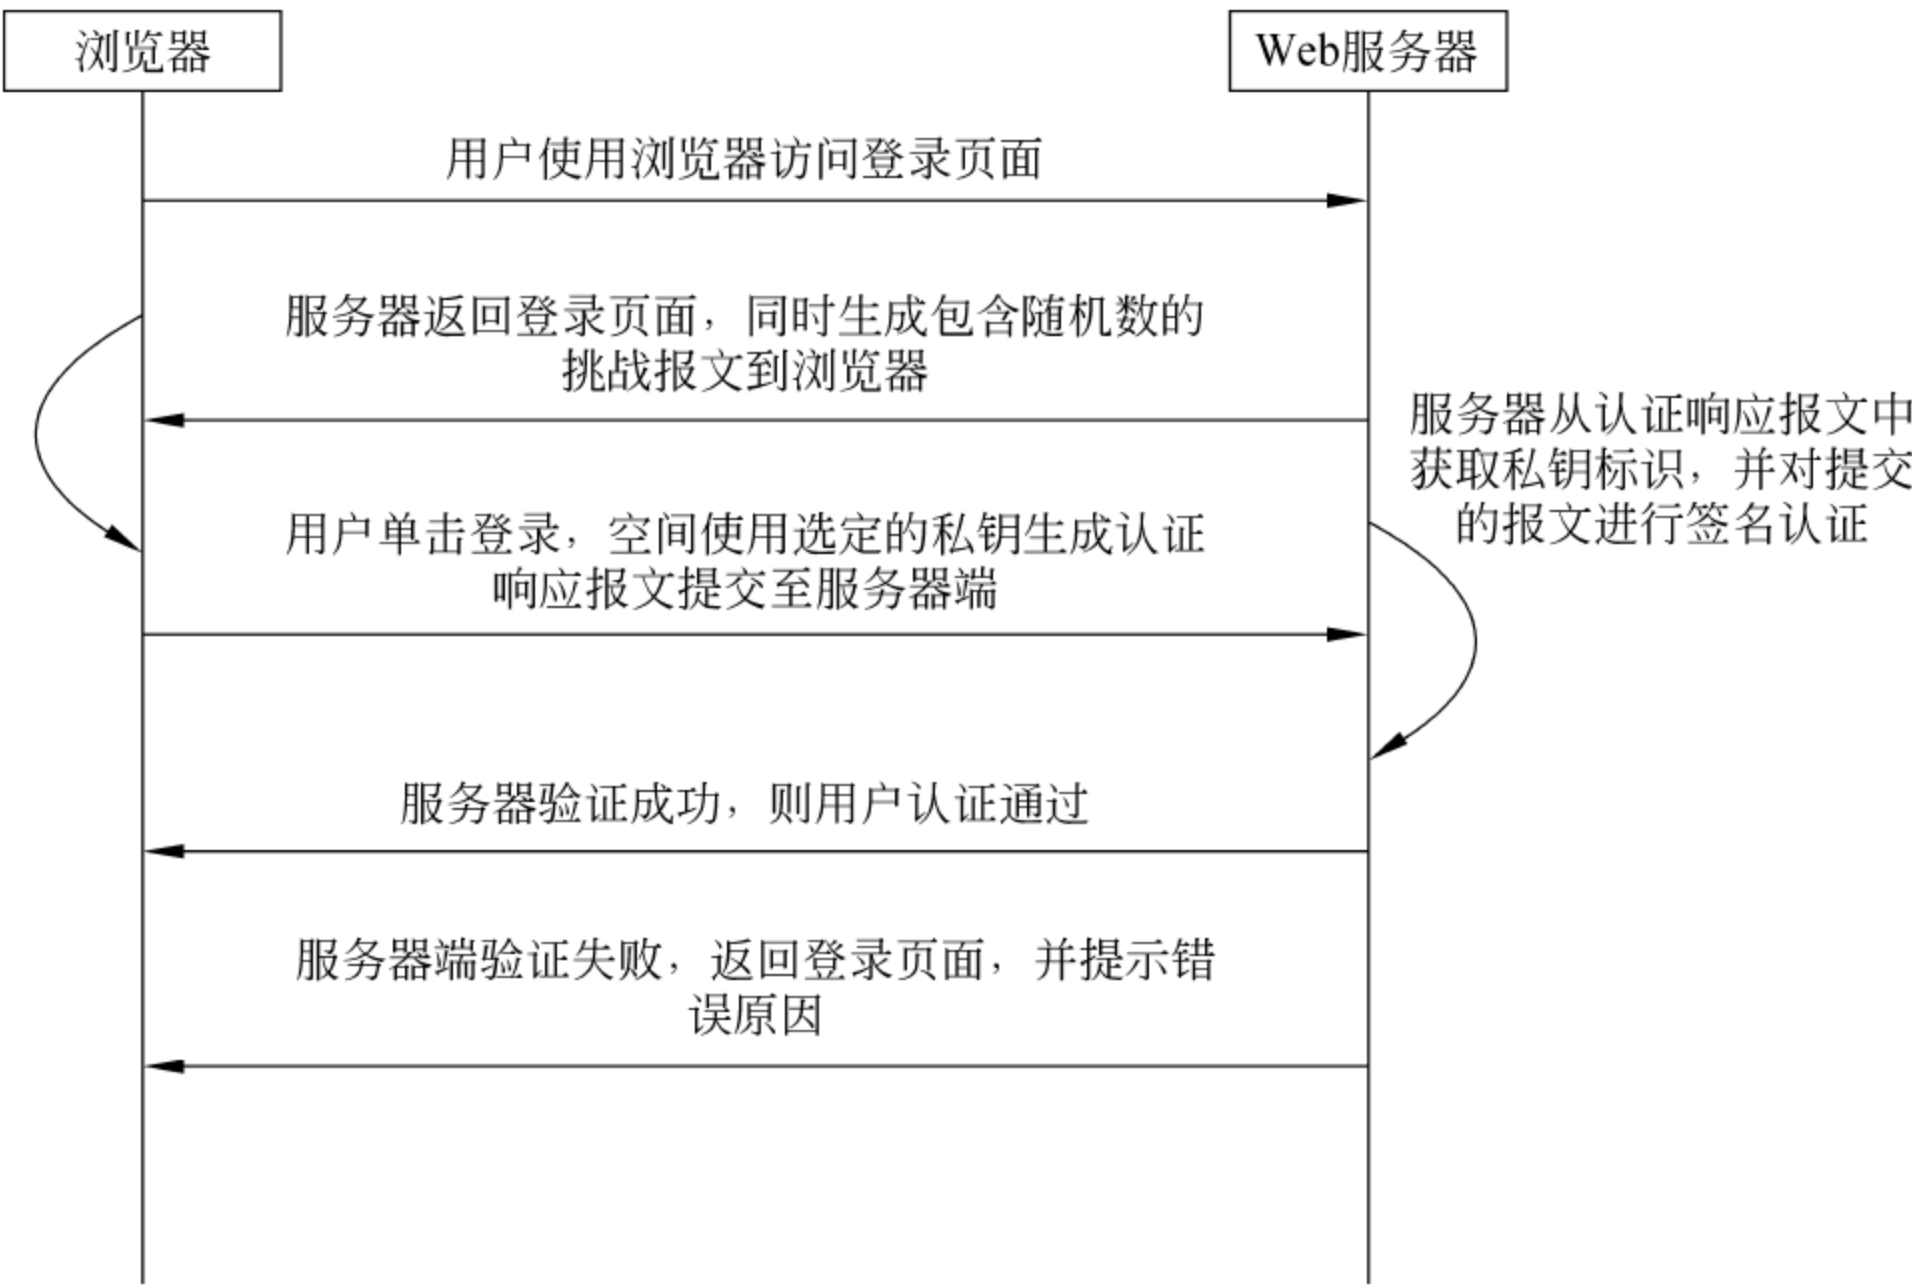 浏览器
Web服务器
用户使用浏览器访问登录页面
服务器返回登录页面，同时生成包含随机数的
挑战报文到浏览器
服务器从认证响应报文中
获取私钥标识，并对提交
的报文进行签名认证
用户单击登录，空间使用选定的私钥生成认证
响应报文提交至服务器端
服务器验证成功，则用户认证通过
服务器端验证失败，返回登录页面，并提示错
误原因